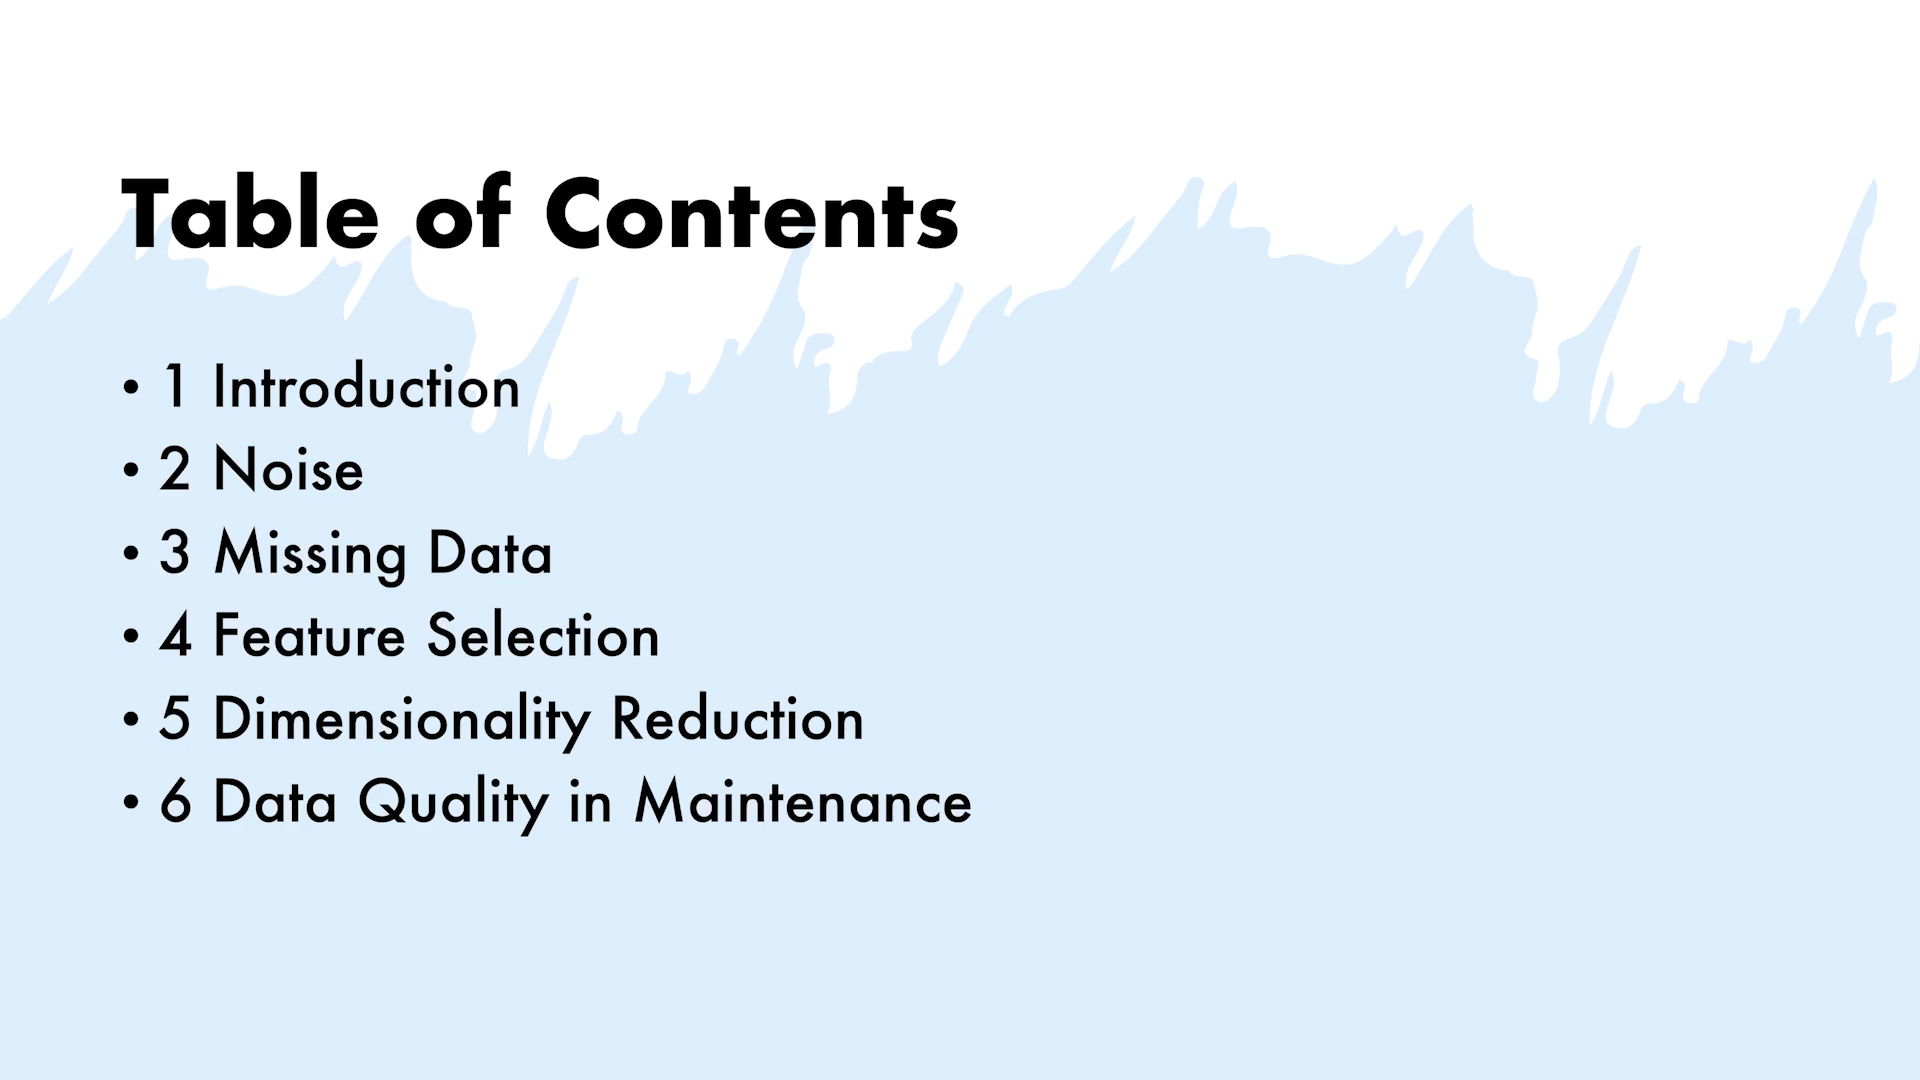 Table of Contents
• 1 Introduction
• 2 Noise
• 3 Missing Data
• 4 Feature Selection
• 5 Dimensionality Reduction
• 6 Data Quality in Maintenance